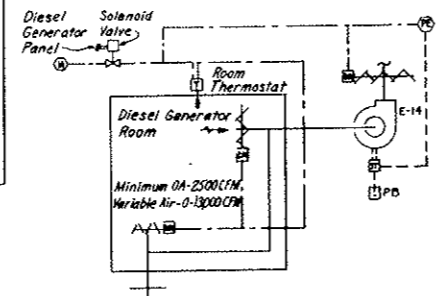 Diesel Solenoid
Generator Valve
Panel
M
PE
T
Room
Thermostat
Diesel Generator
Room
E-14
Minimum OA-2500CFM,
Variable Air-0-13000CFM
PB